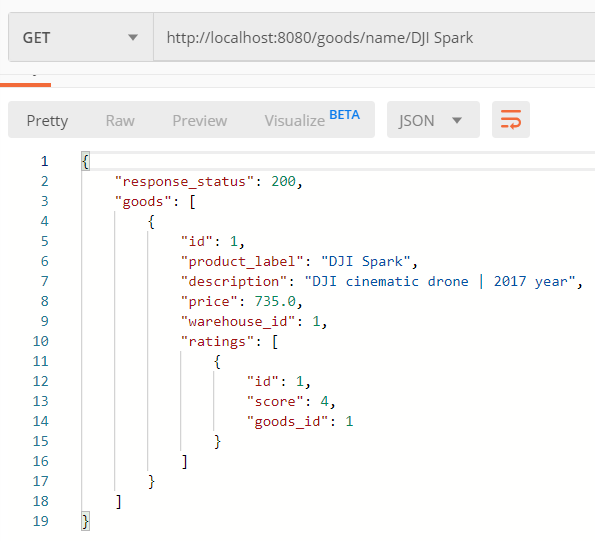 GET http://localhost:8080/goods/name/DJI Spark
Pretty Raw Preview Visualize BETA JSON
1 {
2 "response_status": 200,
3 "goods": [
4 {
5 "id": 1,
6 "product_label": "DJI Spark",
7 "description": "DJI cinematic drone | 2017 year",
8 "price": 735.0,
9 "warehouse_id": 1,
10 "ratings": [
11 {
12 "id": 1,
13 "score": 4,
14 "goods_id": 1
15 }
16 ]
17 }
18 ]
19 }